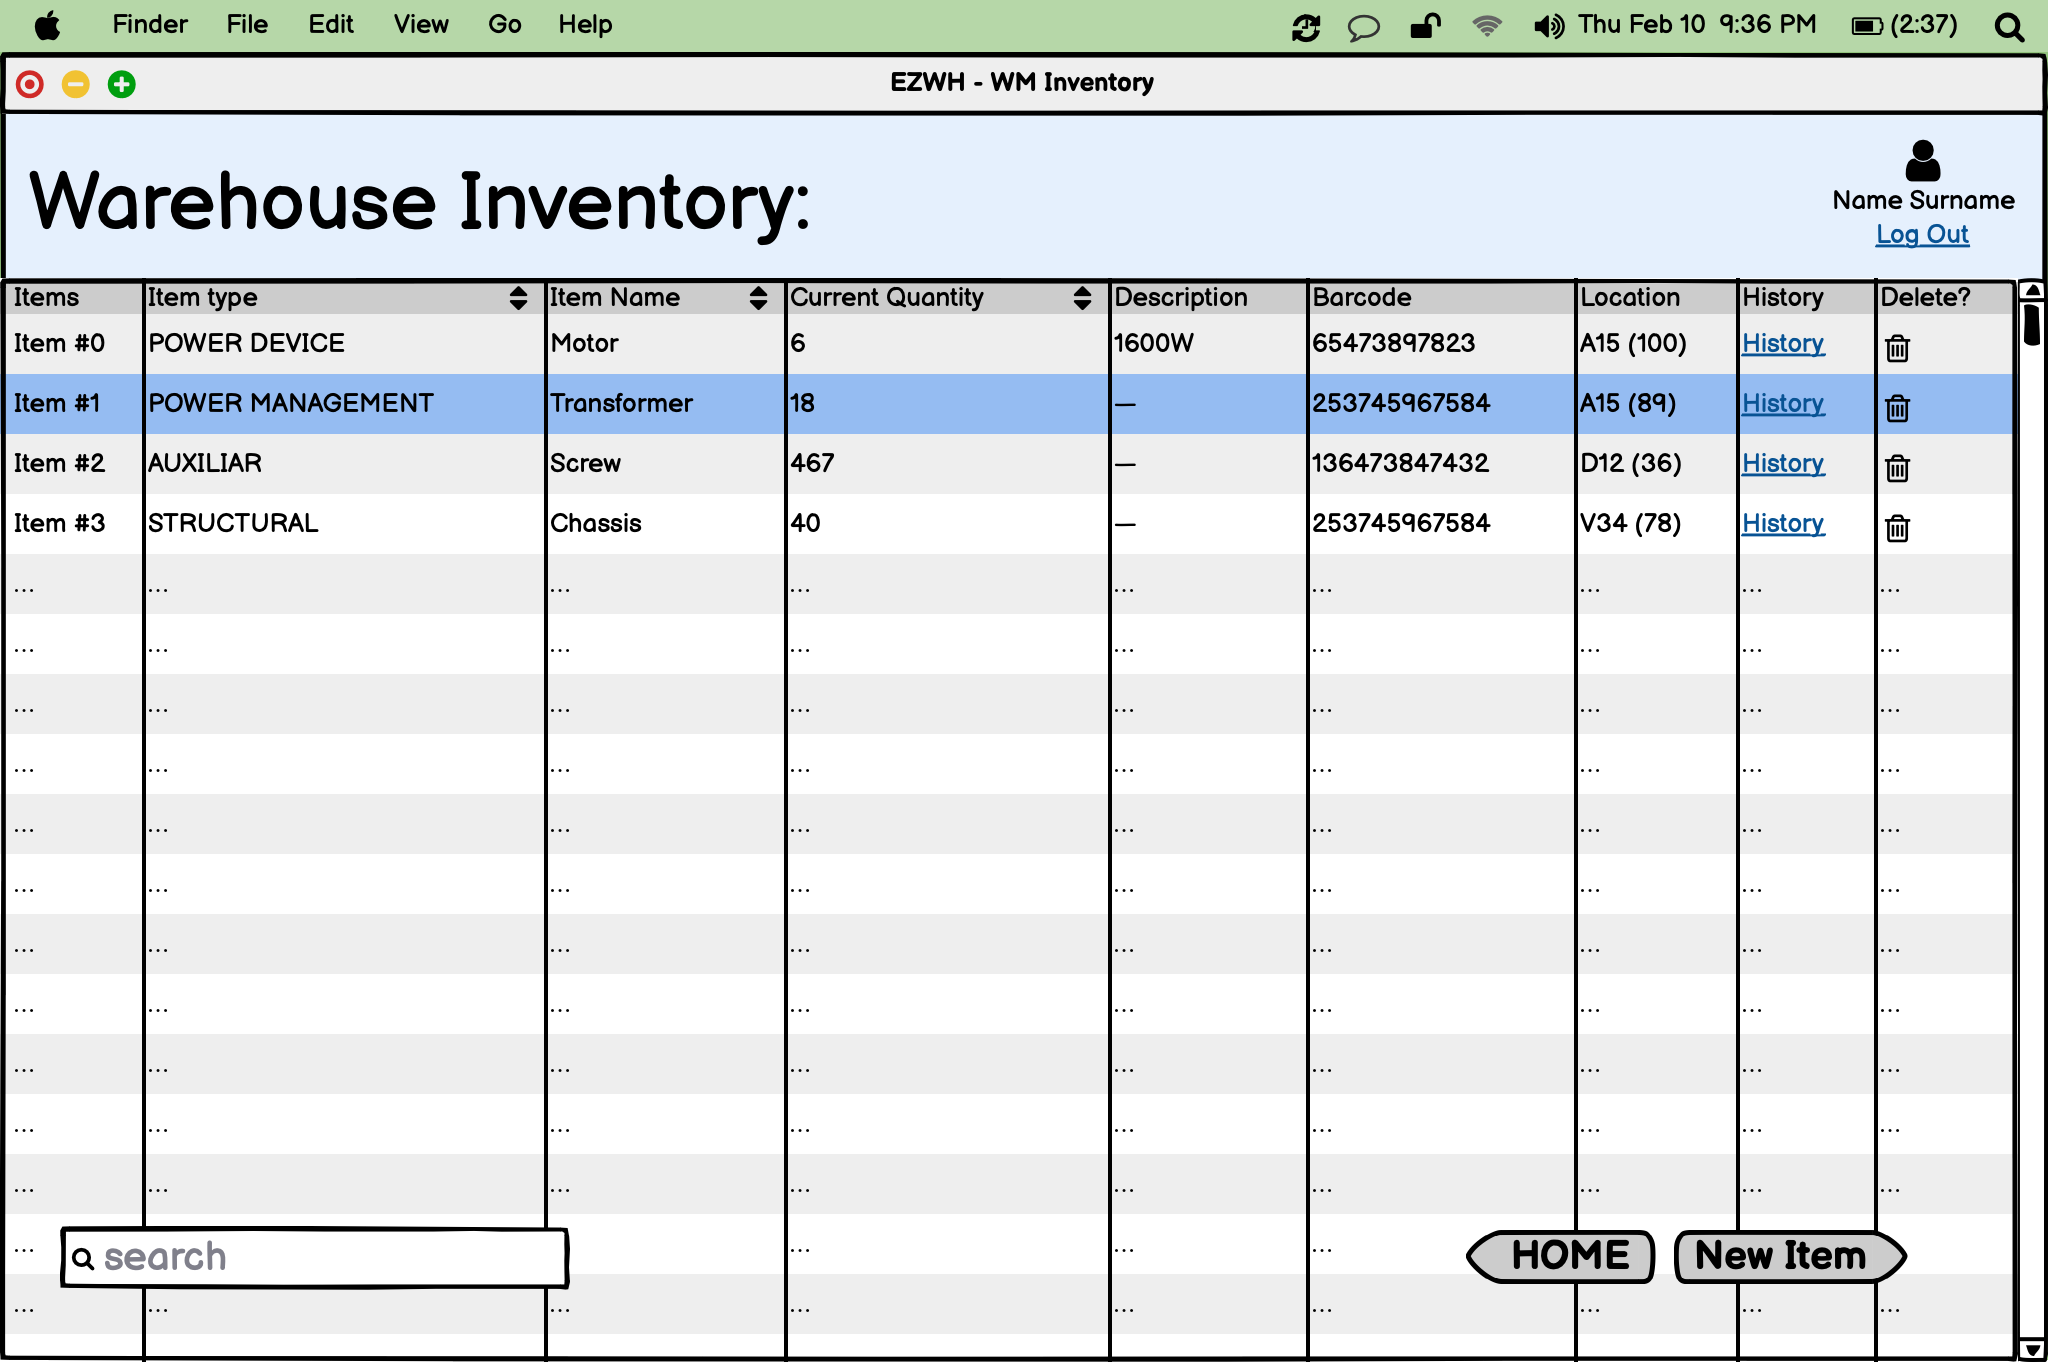 Finder File Edit View Go Help Thu Feb 10 9:36 PM (2:37)
EZWH - WM Inventory
Warehouse Inventory:
Name Surname
Log Out
Items Item type Item Name Current Quantity Description Barcode Location History Delete?
Item #0 POWER DEVICE Motor 6 1600W 65473897823 A15 (100) History
Item #1 POWER MANAGEMENT Transformer 18 — 253745967584 A15 (89) History
Item #2 AUXILIAR Screw 467 — 136473847432 D12 (36) History
Item #3 STRUCTURAL Chassis 40 — 253745967584 V34 (78) History
... ... ... ... ... ... ... ... ...
... ... ... ... ... ... ... ... ...
... ... ... ... ... ... ... ... ...
... ... ... ... ... ... ... ... ...
... ... ... ... ... ... ... ... ...
... ... ... ... ... ... ... ... ...
... ... ... ... ... ... ... ... ...
... ... ... ... ... ... ... ... ...
... ... ... ... ... ... ... ... ...
... ... ... ... ... ... ... ... ...
... ... ... ... ... ... ... ... ...
... search ... ... ... HOME New Item
... ... ... ... ... ... ... ... ...